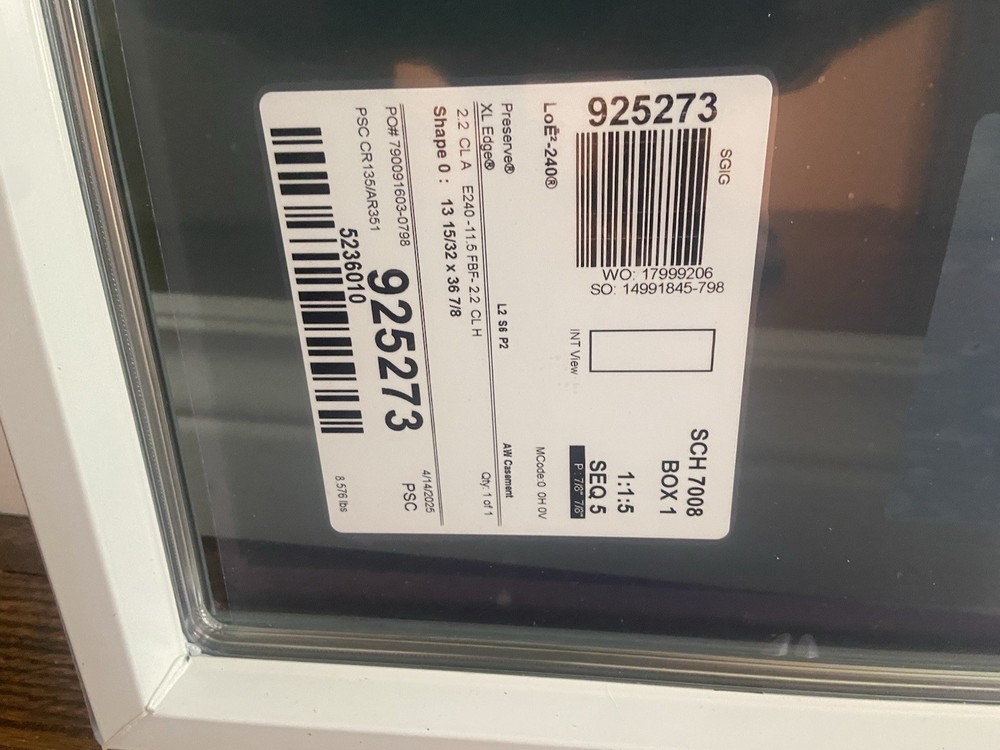 925273
SGIG
WO: 17999206
SO: 14991845-798
INT View
SCH 7008
BOX 1
1:1:5
SEQ 5
P: 7/8" 7/8"
LoĒ²-240®
MCode:0 0H 0V
Preserve®
L2 S6 P2
AW Casement
XL Edge®
Qty: 1 of 1
2.2 CL A E240 -11.5 FBF- 2.2 CL H
Shape 0 : 13 15/32 x 36 7/8
PO# 790091603-0798
925273
4/14/2025
PSC CR135/AR351
PSC
5236010
8.576 lbs